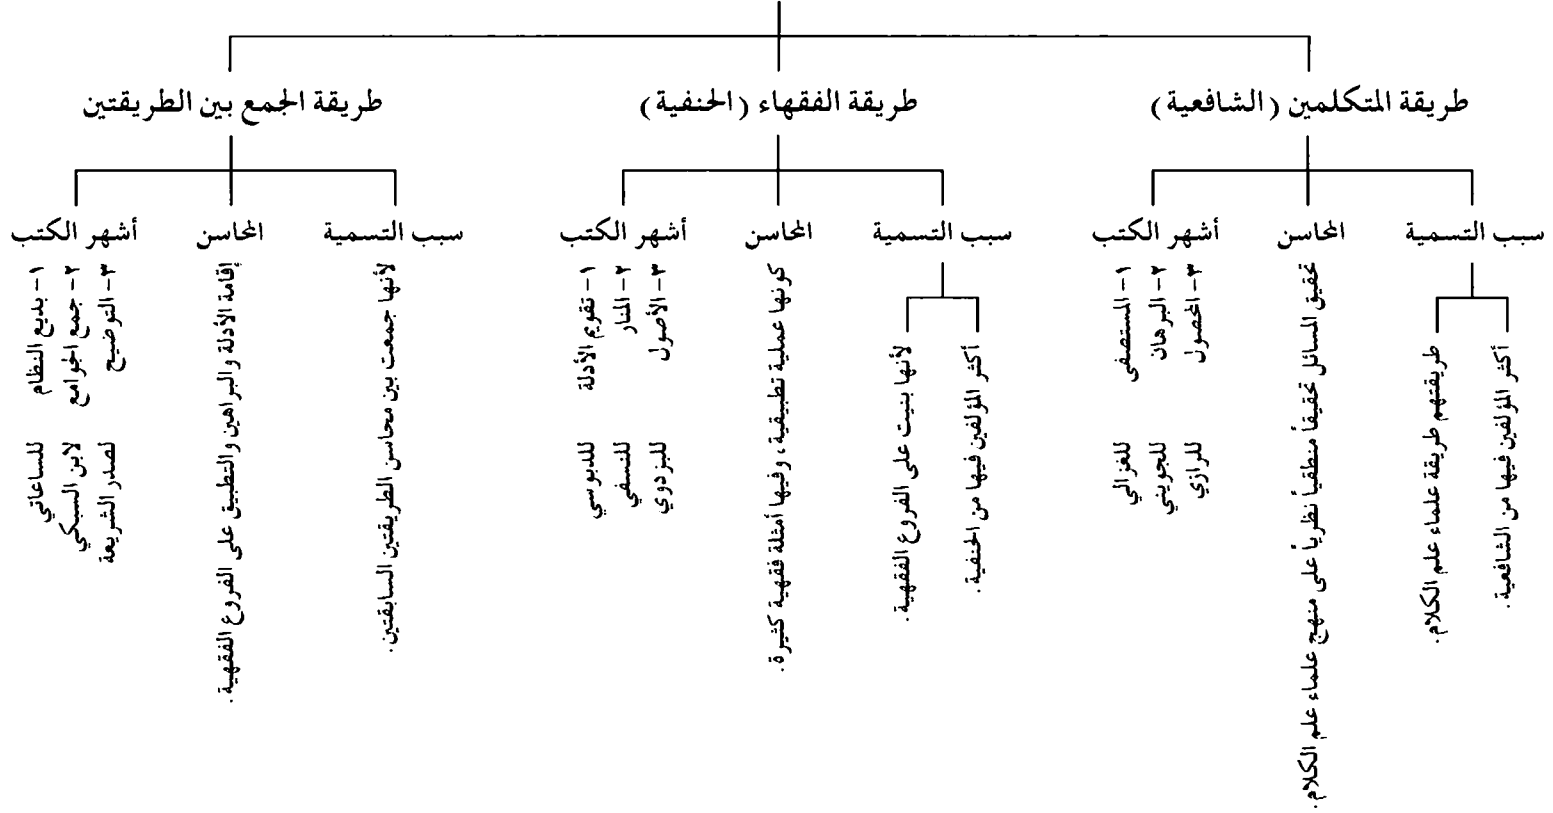 طريقة المتكلمين (الشافعية)
طريقة الفقهاء (الحنفية)
طريقة الجمع بين الطريقتين
سبب التسمية
المحاسن
أشهر الكتب
سبب التسمية
المحاسن
أشهر الكتب
سبب التسمية
المحاسن
أشهر الكتب
أكثر المؤلفين فيها من الشافعية.
طريقتهم طريقة علماء علم الكلام.
تحقيق المسائل تحقيقاً منطقياً نظرياً على منهج علماء علم الكلام.
١- المستصفى للغزالي
٢- البرهان للجويني
٣- المحصول للرازي
أكثر المؤلفين فيها من الحنفية.
لأنها بنيت على الفروع الفقهية.
كونها عملية تطبيقية، وفيها أمثلة فقهية كثيرة.
١- تقويم الأدلة للدبوسي
٢- المنار للنسفي
٣- الأصول للبزدوي
لأنها جمعت بين محاسن الطريقتين السابقتين.
إقامة الأدلة والبراهين والتطبيق على الفروع الفقهية.
١- بديع النظام للساعاتي
٢- جمع الجوامع لابن السبكي
٣- التوضيح لصدر الشريعة